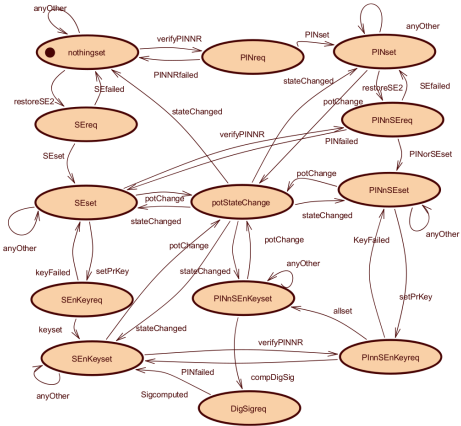 anyOther
verifyPINNR
PINset
anyOther
nothingset
PINreq
PINset
PINNRfailed
stateChanged
restoreSE2
SEfailed
restoreSE2
SEfailed
potChange
stateChanged
SEreq
PINnSEreq
verifyPINNR
PINfailed
SEset
PINorSEset
potChange
SEset
potChange
potStateChange
PINnSEset
stateChanged
stateChanged
anyOther
anyOther
potChange
potChange
KeyFailed
keyFailed
setPrKey
stateChanged
anyOther
SEnKeyreq
PINnSEnKeyset
setPrKey
allset
keyset
stateChanged
verifyPINNR
SEnKeyset
PInnSEnKeyreq
PINfailed
compDigSig
anyOther
Sigcomputed
DigSigreq